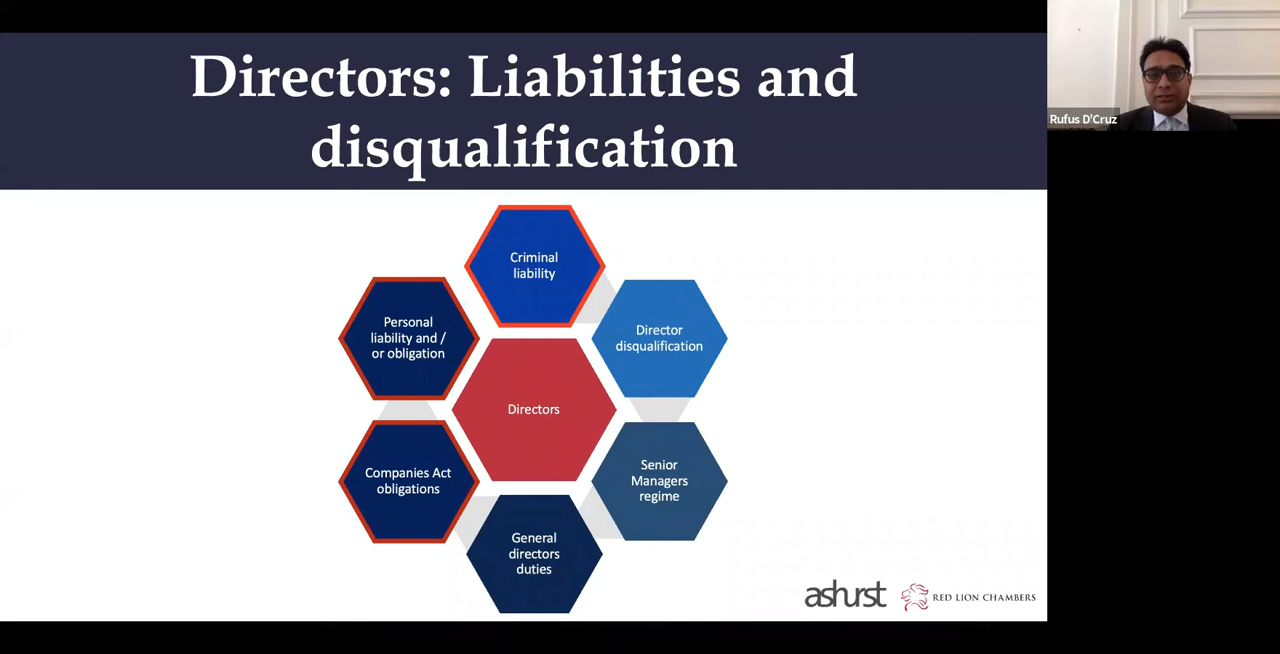 Directors: Liabilities and
disqualification
Rufus D'Cruz
Criminal
liability
Personal
liability and /
or obligation
Director
disqualification
Directors
Companies Act
obligations
Senior
Managers
regime
General
directors
duties
ashurst
RED LION CHAMBERS